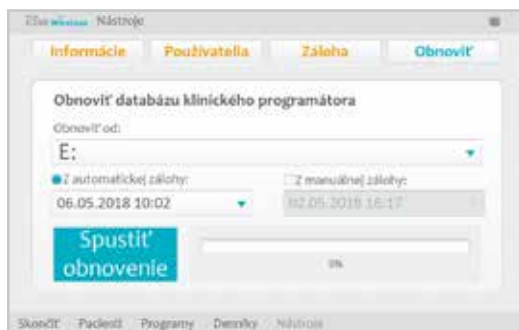 Nástroje
Informácie Používatelia Záloha Obnoviť
Obnoviť databázu klinického programátora
Obnoviť od:
E:
Z automatickej zálohy: Z manuálnej zálohy:
06.05.2018 10:02 02.05.2018 16:17
Spustiť
obnovenie
0%
Skončiť Pacienti Programy Denníky Nástroje